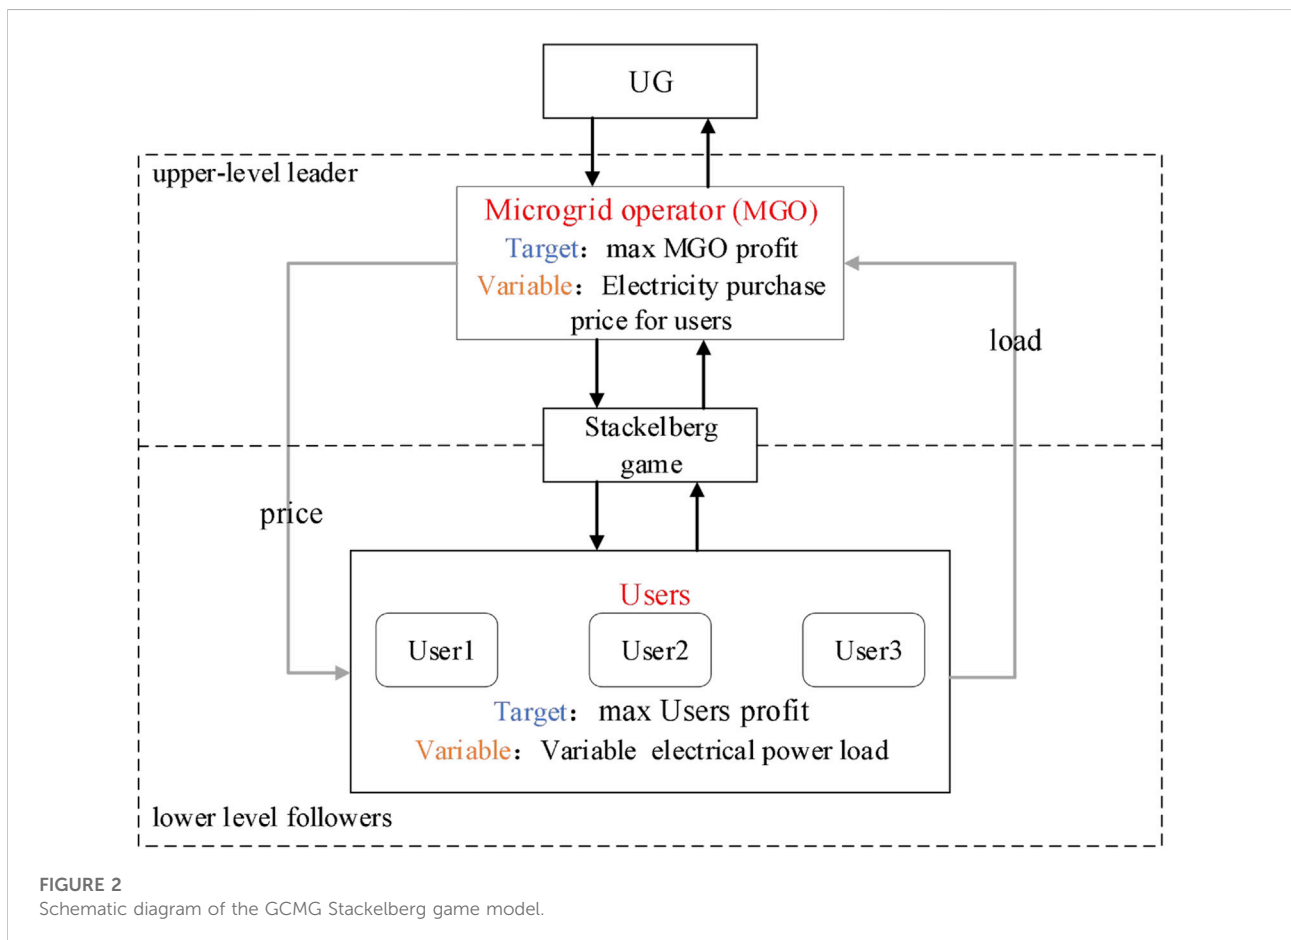 UG
upper-level leader
Microgrid operator (MGO)
Target：max MGO profit
Variable：Electricity purchase
price for users
load
Stackelberg
game
price
Users
User1
User2
User3
Target：max Users profit
Variable：Variable electrical power load
lower level followers
FIGURE 2
Schematic diagram of the GCMG Stackelberg game model.